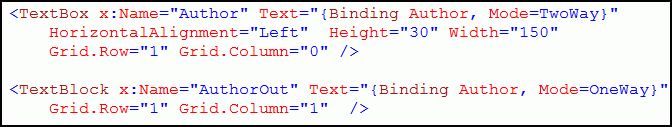 <TextBox x:Name="Author" Text="{Binding Author, Mode=TwoWay}"
HorizontalAlignment="Left"  Height="30" Width="150"
Grid.Row="1" Grid.Column="0" />
<TextBlock x:Name="AuthorOut" Text="{Binding Author, Mode=OneWay}"
Grid.Row="1" Grid.Column="1"  />